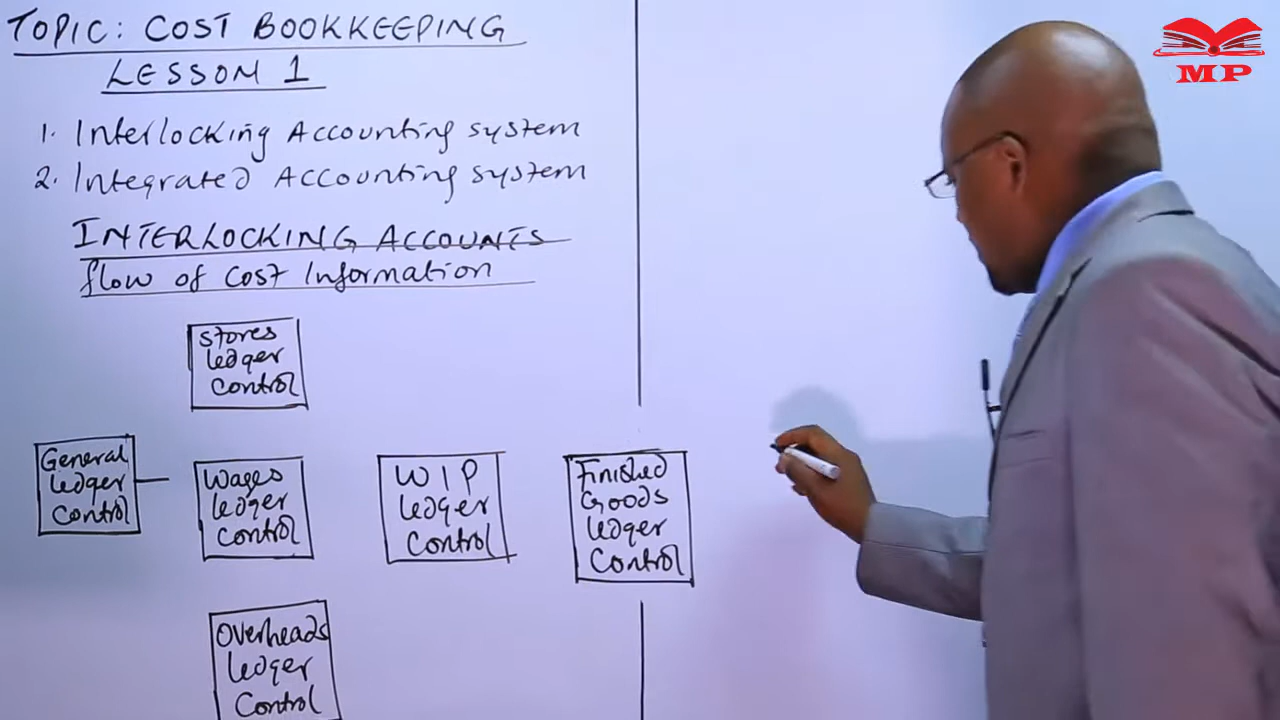 TOPIC: COST BOOKKEEPING
LESSON 1
1. Interlocking Accounting system
2. Integrated Accounting system
INTERLOCKING ACCOUNTS
flow of cost Information
Stores
ledger
control
General
ledger
control
Wages
ledger
control
WIP
ledger
control
Finished
Goods
ledger
control
Overheads
ledger
control
MP